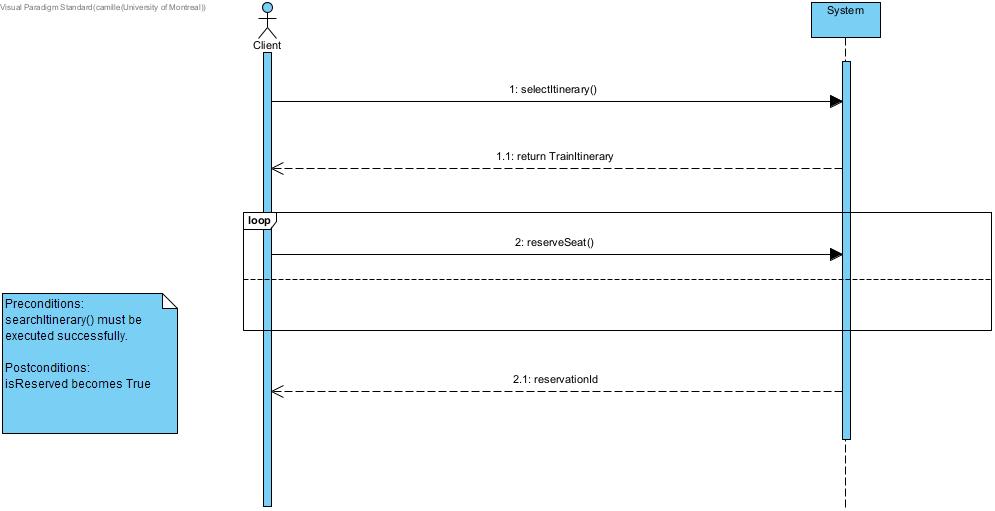 Visual Paradigm Standard(camille(University of Montreal))
Client
System
1: selectItinerary()
1.1: return TrainItinerary
loop
2: reserveSeat()
Preconditions:
searchItinerary() must be
executed successfully.
Postconditions:
isReserved becomes True
2.1: reservationId